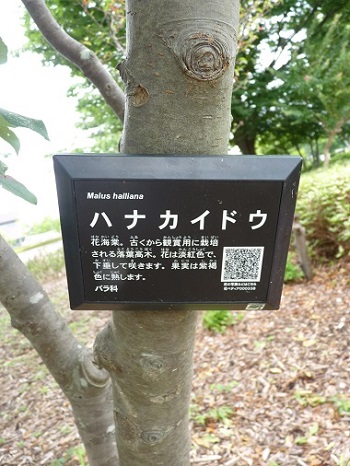 Malus halliana
ハナカイドウ
花海棠。古くから観賞用に栽培
される落葉高木。花は淡紅色で、
下垂して咲きます。果実は紫褐
色に熟します。
バラ科